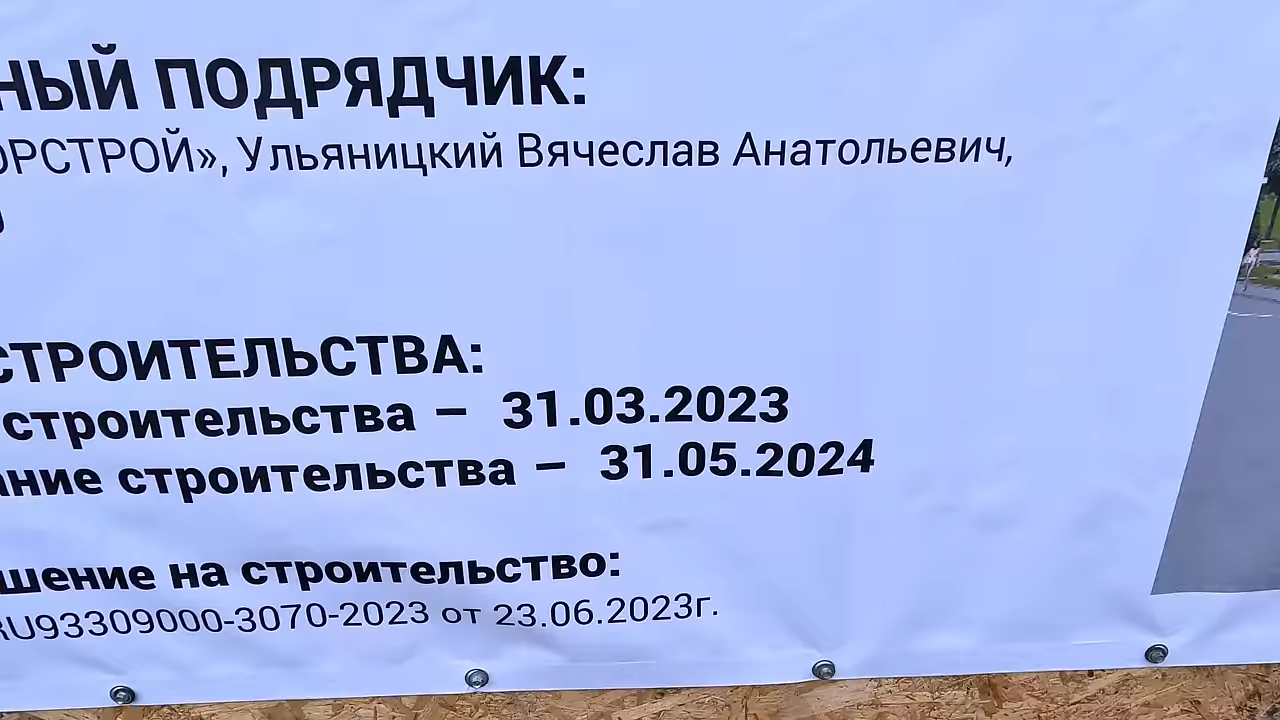 НЫЙ ПОДРЯДЧИК:
ОРСТРОЙ», Ульяницкий Вячеслав Анатольевич,
СТРОИТЕЛЬСТВА:
строительства – 31.03.2023
ание строительства – 31.05.2024
шение на строительство:
RU93309000-3070-2023 от 23.06.2023г.